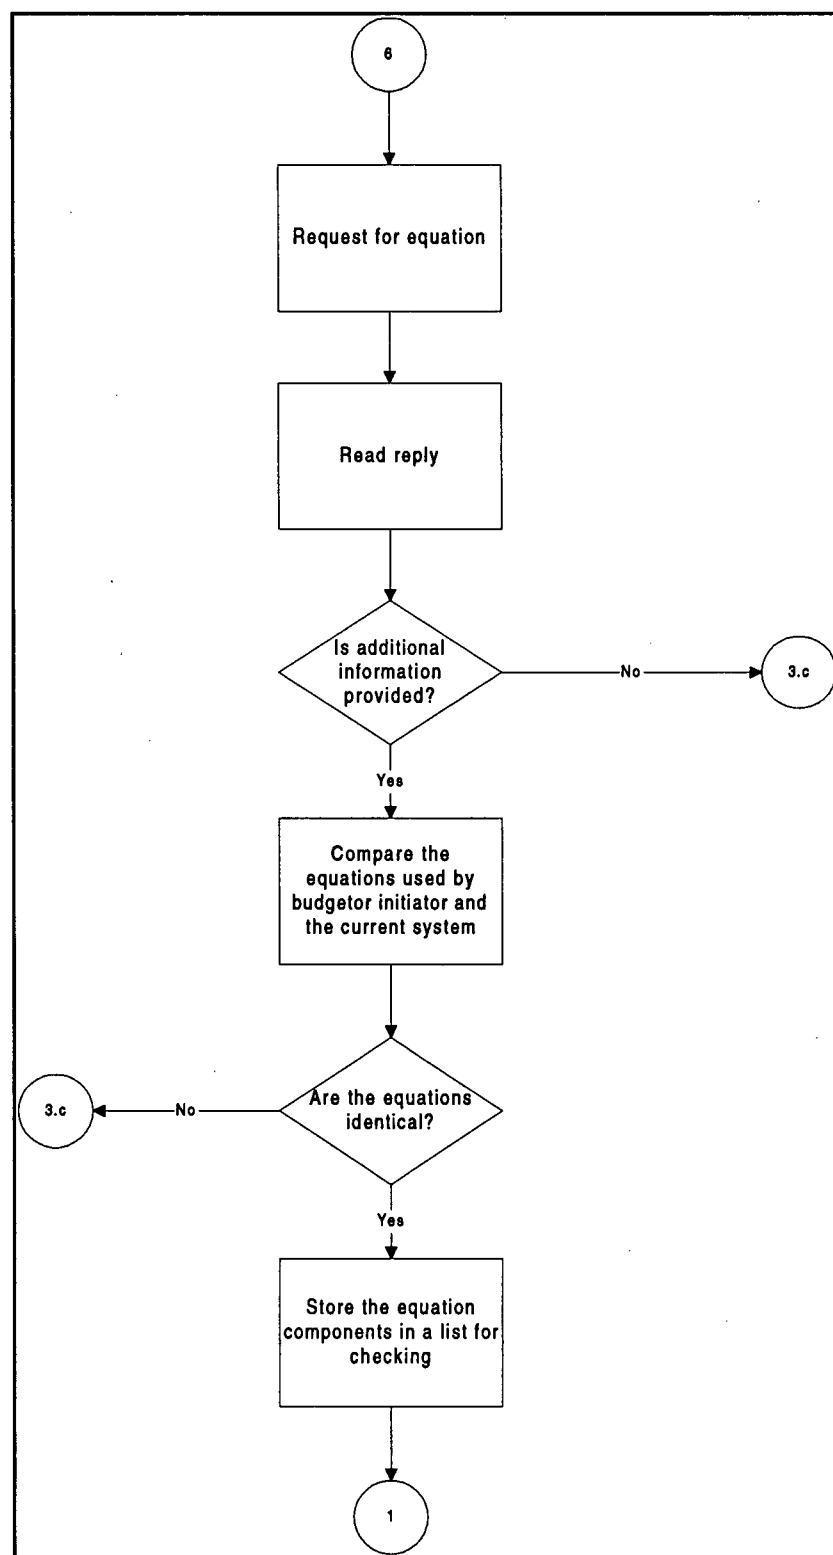 6
Request for equation
Read reply
Is additional
information
provided?
No
3.c
Yes
Compare the
equations used by
budgetor initiator and
the current system
Are the equations
identical?
No
3.c
Yes
Store the equation
components in a list for
checking
1